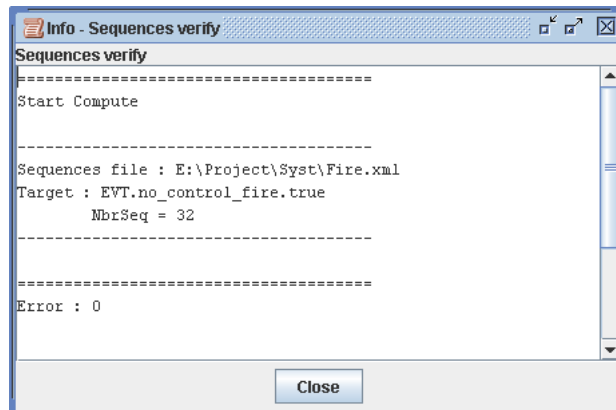 Info - Sequences verify
Sequences verify
======================================
Start Compute
--------------------------------------
Sequences file : E:\Project\Syst\Fire.xml
Target : EVT.no_control_fire.true
NbrSeq = 32
--------------------------------------
======================================
Error : 0
Close